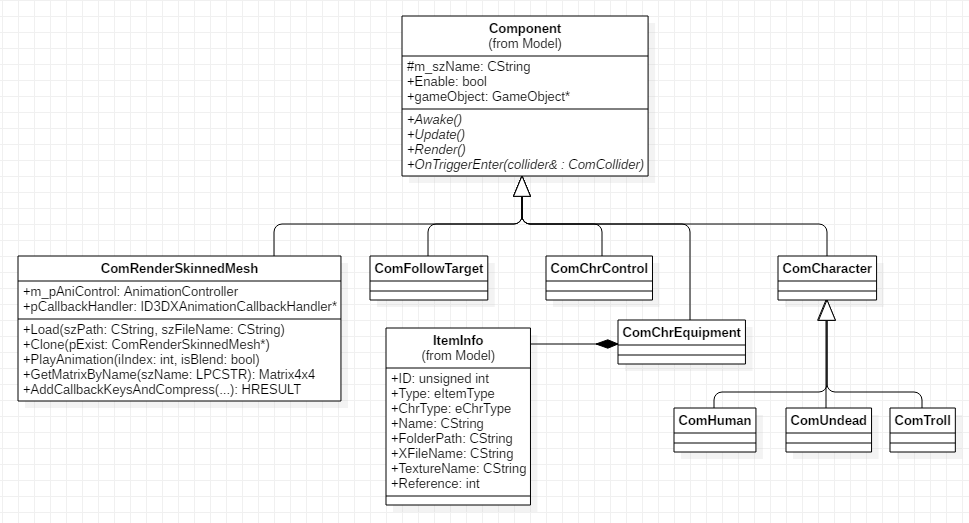 Component
(from Model)
#m_szName: CString
+Enable: bool
+gameObject: GameObject*
+Awake()
+Update()
+Render()
+OnTriggerEnter(collider& : ComCollider)
ComRenderSkinnedMesh
+m_pAniControl: AnimationController
+pCallbackHandler: ID3DXAnimationCallbackHandler*
+Load(szPath: CString, szFileName: CString)
+Clone(pExist: ComRenderSkinnedMesh*)
+PlayAnimation(iIndex: int, isBlend: bool)
+GetMatrixByName(szName: LPCSTR): Matrix4x4
+AddCallbackKeysAndCompress(...): HRESULT
ComFollowTarget
ComChrControl
ComCharacter
ComChrEquipment
ItemInfo
(from Model)
+ID: unsigned int
+Type: eItemType
+ChrType: eChrType
+Name: CString
+FolderPath: CString
+XFileName: CString
+TextureName: CString
+Reference: int
ComHuman
ComUndead
ComTroll